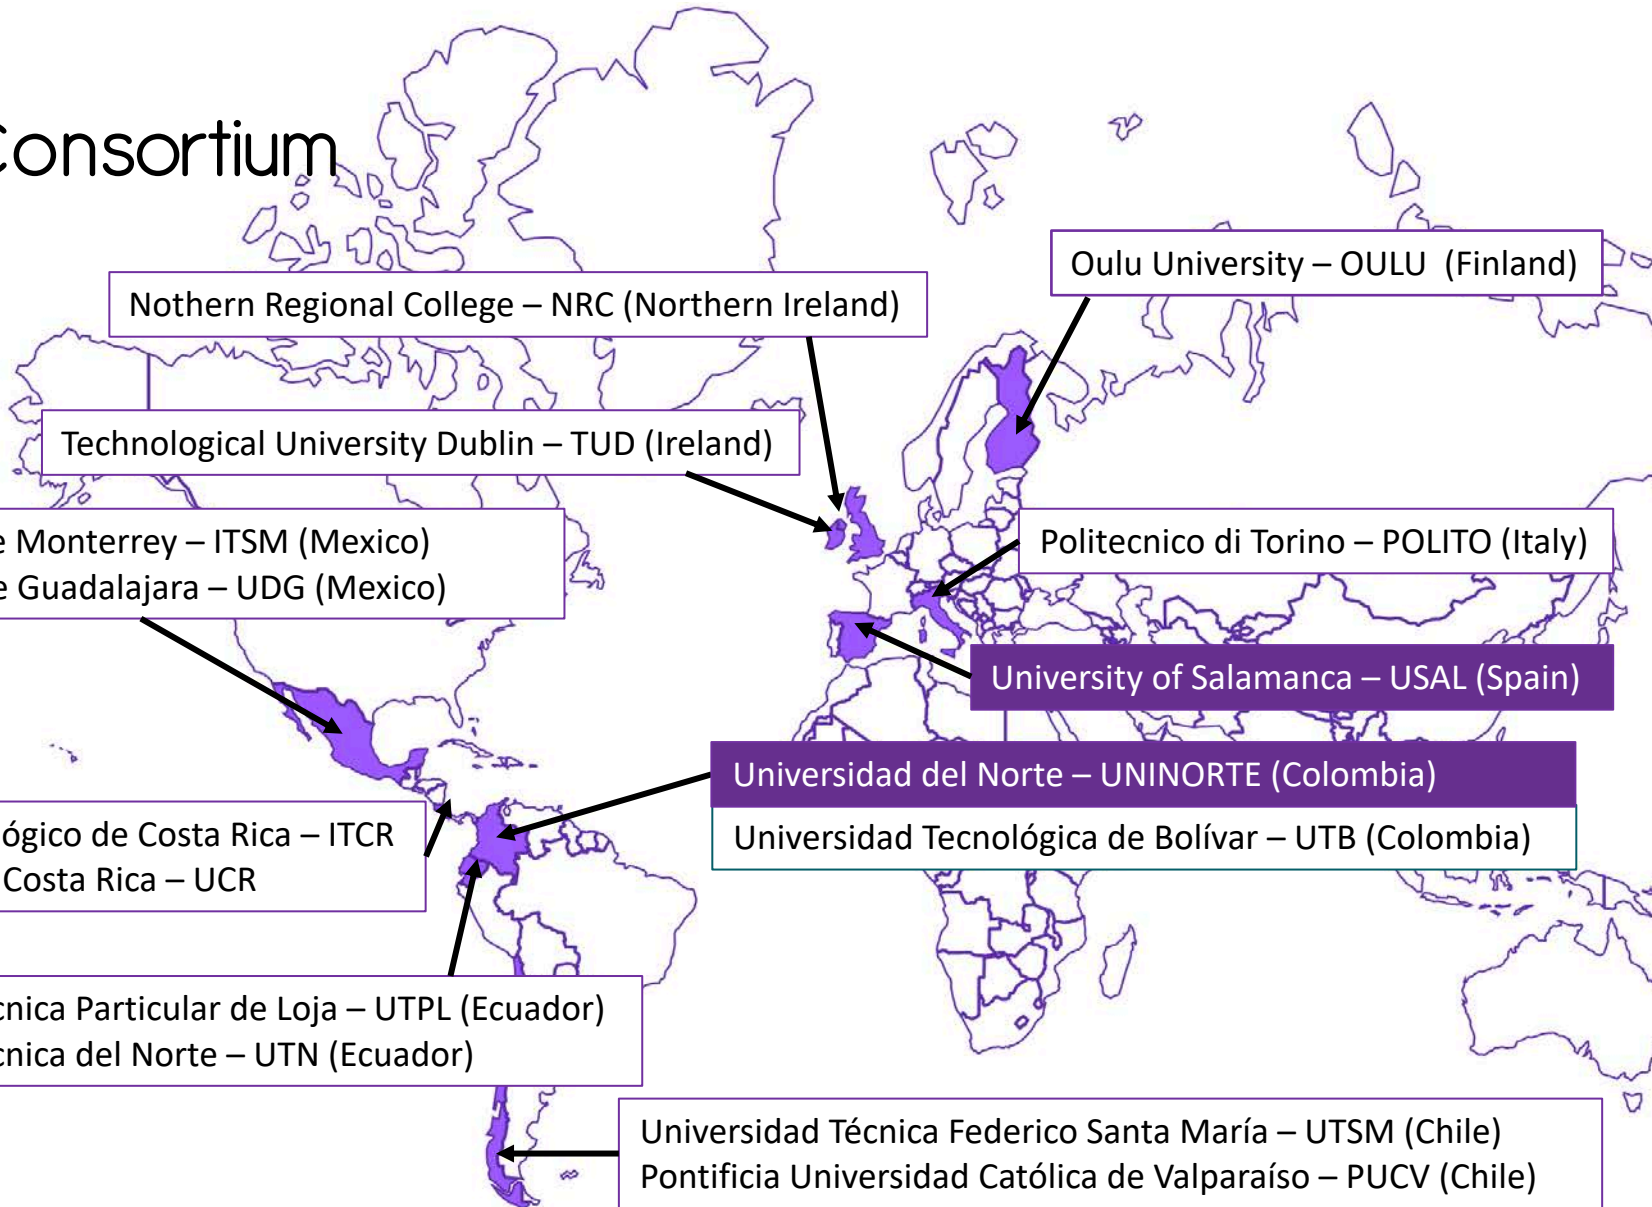 Consortium
Oulu University – OULU (Finland)
Nothern Regional College – NRC (Northern Ireland)
Technological University Dublin – TUD (Ireland)
e Monterrey – ITSM (Mexico)
e Guadalajara – UDG (Mexico)
Politecnico di Torino – POLITO (Italy)
University of Salamanca – USAL (Spain)
Universidad del Norte – UNINORTE (Colombia)
Universidad Tecnológica de Bolívar – UTB (Colombia)
ógico de Costa Rica – ITCR
Costa Rica – UCR
cnica Particular de Loja – UTPL (Ecuador)
cnica del Norte – UTN (Ecuador)
Universidad Técnica Federico Santa María – UTSM (Chile)
Pontificia Universidad Católica de Valparaíso – PUCV (Chile)